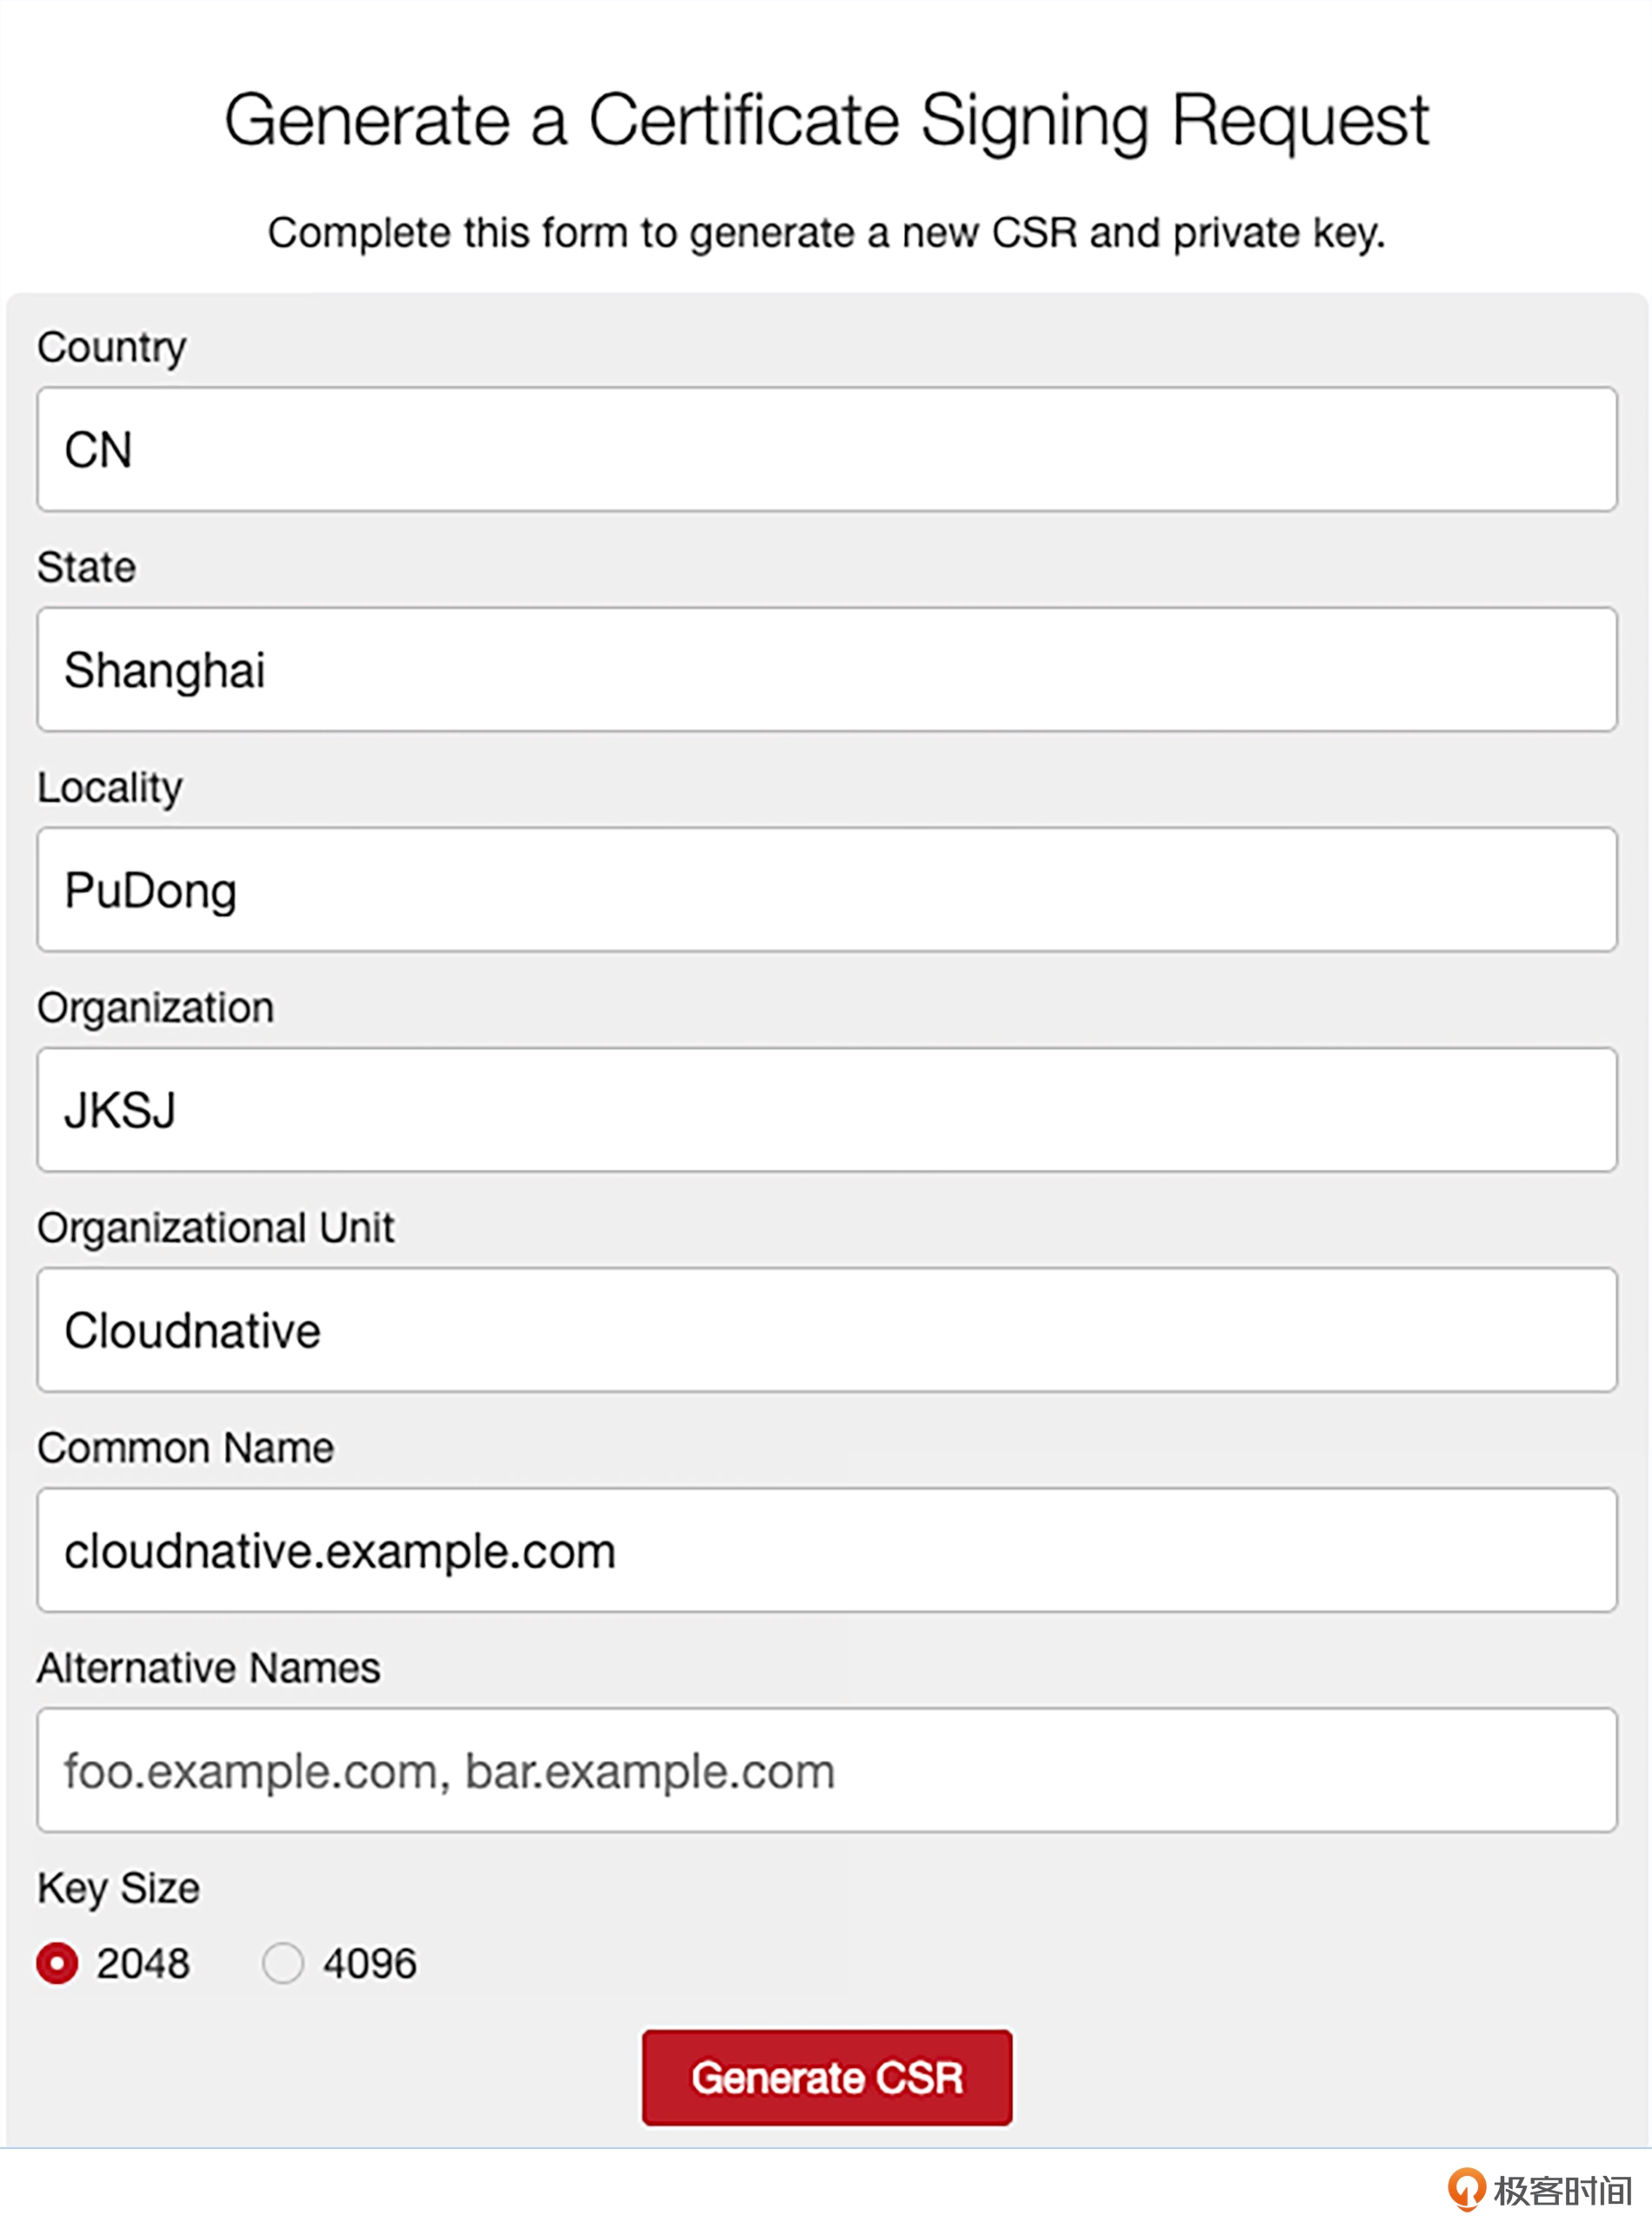 Generate a Certificate Signing Request
Complete this form to generate a new CSR and private key.
Country
CN
State
Shanghai
Locality
PuDong
Organization
JKSJ
Organizational Unit
Cloudnative
Common Name
cloudnative.example.com
Alternative Names
foo.example.com, bar.example.com
Key Size
2048 4096
Generate CSR
极客时间